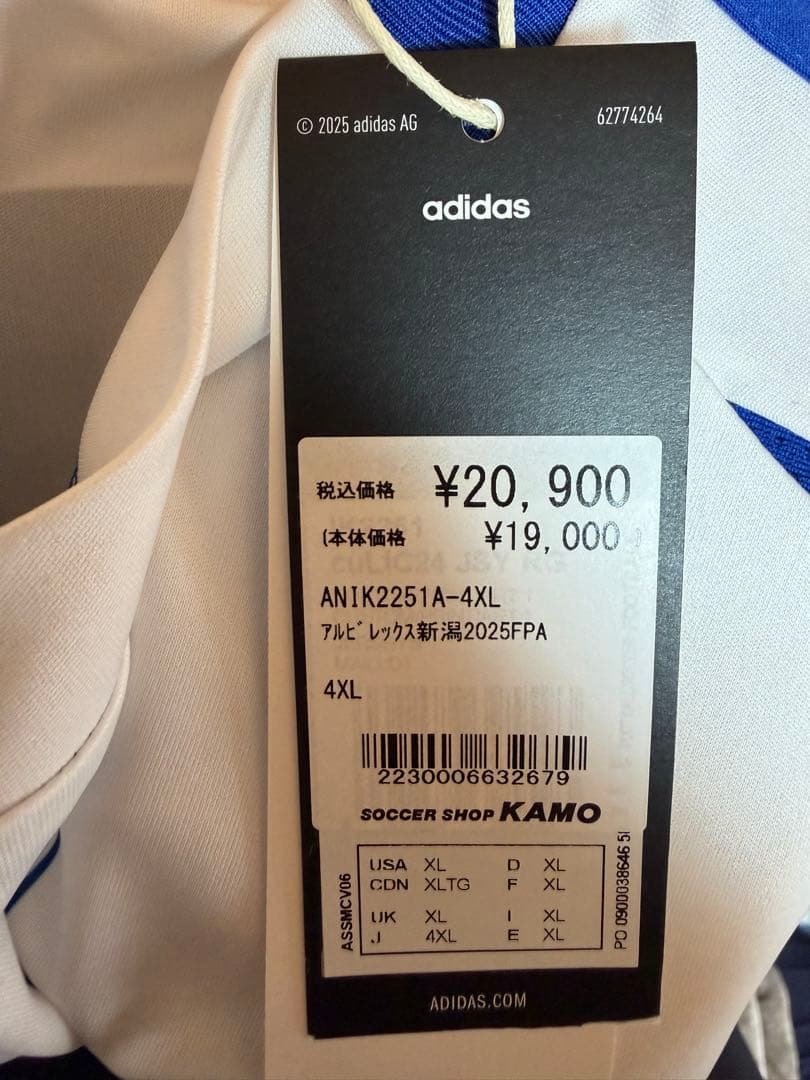 © 2025 adidas AG 62774264
adidas
税込価格 ¥20,900
(本体価格 ¥19,000 )
ANIK2251A-4XL
ｱﾙﾋﾞﾚｯｸｽ新潟2025FPA
4XL
2230006632679
SOCCER SHOP KAMO
ASSMCV06
USA XL D XL
CDN XLTG F XL
UK XL I XL
J 4XL E XL
PO 0900038646 5
ADIDAS.COM